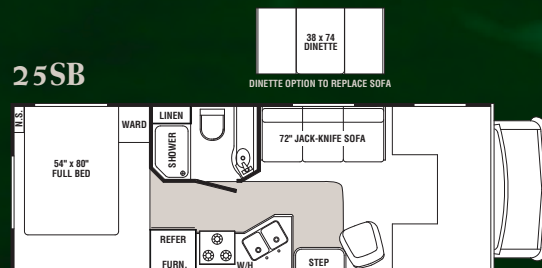 38 x 74
DINETTE
25SB
DINETTE OPTION TO REPLACE SOFA
N.S.
WARD
LINEN
SHOWER
72" JACK-KNIFE SOFA
54" x 80"
FULL BED
REFER
FURN.
W/H
STEP